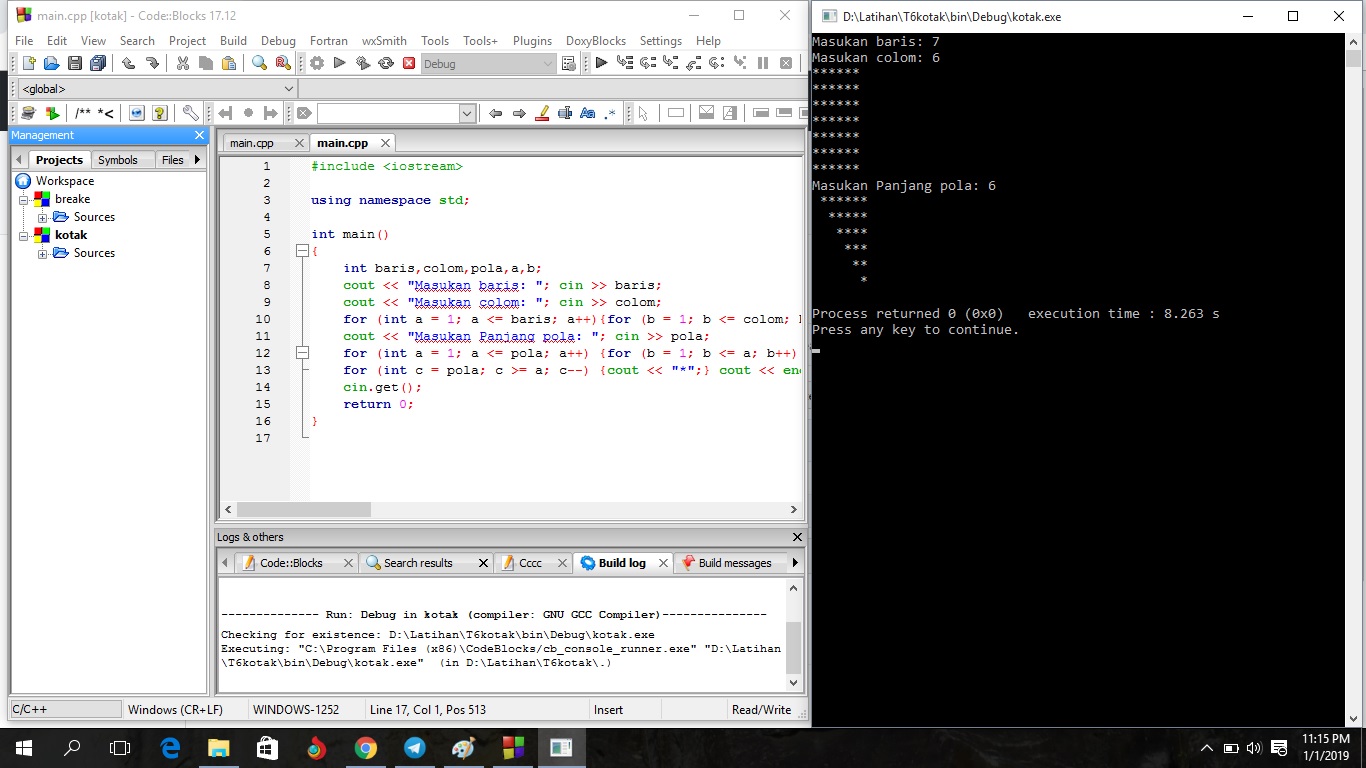 main.cpp [kotak] - Code::Blocks 17.12
File Edit View Search Project Build Debug Fortran wxSmith Tools Tools+ Plugins DoxyBlocks Settings Help
Debug
<global>
/** *<
Management
Projects Symbols Files
Workspace
breake
Sources
kotak
Sources
main.cpp main.cpp
1 #include <iostream>
2
3 using namespace std;
4
5 int main()
6 {
7 int baris,colom,pola,a,b;
8 cout << "Masukan baris: "; cin >> baris;
9 cout << "Masukan colom: "; cin >> colom;
10 for (int a = 1; a <= baris; a++){for (b = 1; b <= colom;
11 cout << "Masukan Panjang pola: "; cin >> pola;
12 for (int a = 1; a <= pola; a++) {for (b = 1; b <= a; b++)
13 for (int c = pola; c >= a; c--) {cout << "*";} cout <<
14 cin.get();
15 return 0;
16 }
17
Logs & others
Code::Blocks Search results Cccc Build log Build messages
-------------- Run: Debug in kotak (compiler: GNU GCC Compiler)---------------
Checking for existence: D:\Latihan\T6kotak\bin\Debug\kotak.exe
Executing: "C:\Program Files (x86)\CodeBlocks/cb_console_runner.exe" "D:\Latihan
\T6kotak\bin\Debug\kotak.exe"  (in D:\Latihan\T6kotak\.)
C/C++ Windows (CR+LF) WINDOWS-1252 Line 17, Col 1, Pos 513 Insert Read/Write
D:\Latihan\T6kotak\bin\Debug\kotak.exe
Masukan baris: 7
Masukan colom: 6
******
******
******
******
******
******
******
Masukan Panjang pola: 6
 ******
  *****
   ****
    ***
     **
      *
Process returned 0 (0x0)   execution time : 8.263 s
Press any key to continue.
11:15 PM
1/1/2019